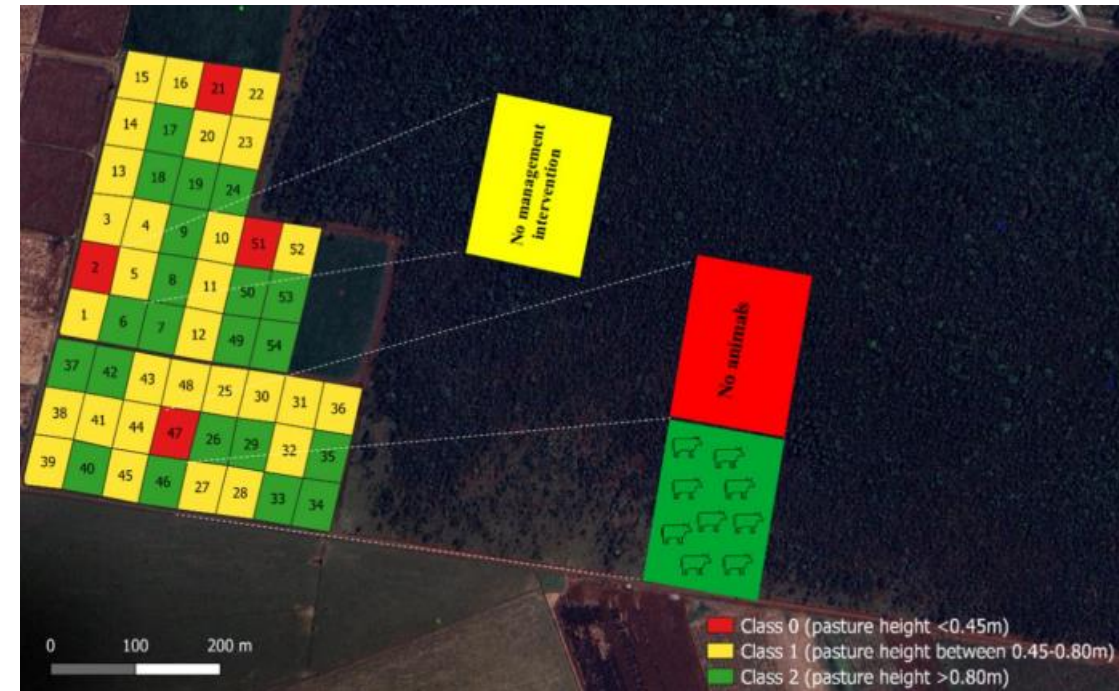 15 16 21 22
14 17 20 23
13 18 19 24
3 4 9 10 51 52
2 5 8 11 50 53
1 6 7 12 49 54
37 42 43 48 25 30 31 36
38 41 44 47 26 29 32 35
39 40 45 46 27 28 33 34
No management
intervention
No animals
0 100 200 m
Class 0 (pasture height <0.45m)
Class 1 (pasture height between 0.45-0.80m)
Class 2 (pasture height >0.80m)